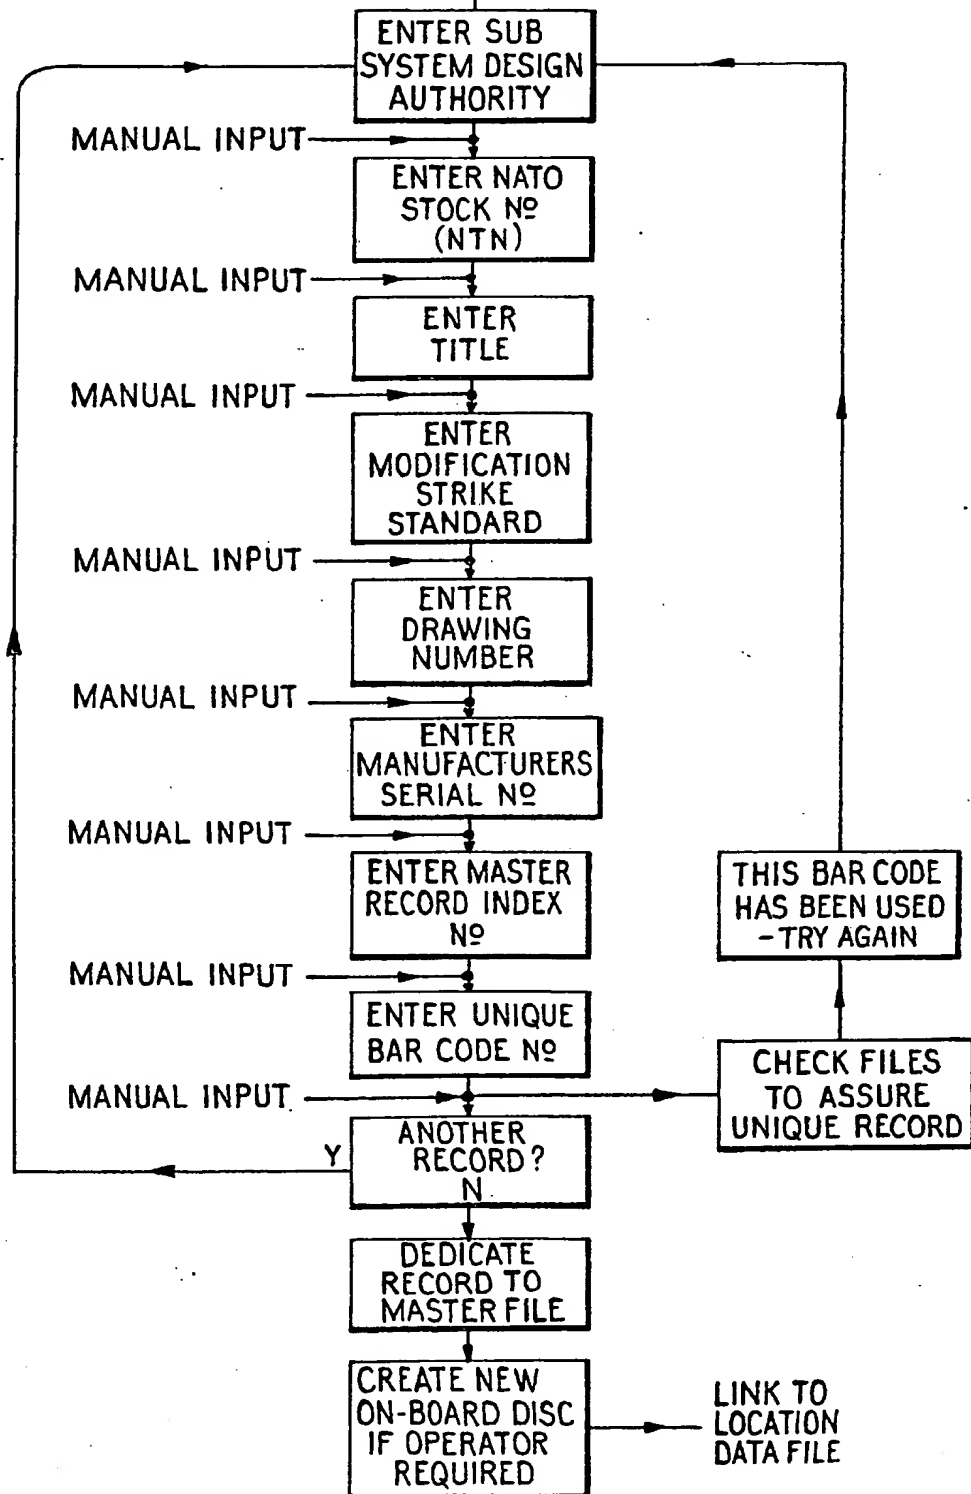 ENTER SUB
SYSTEM DESIGN
AUTHORITY
MANUAL INPUT
ENTER NATO
STOCK Nº
(NTN)
MANUAL INPUT
ENTER
TITLE
MANUAL INPUT
ENTER
MODIFICATION
STRIKE
STANDARD
MANUAL INPUT
ENTER
DRAWING
NUMBER
MANUAL INPUT
ENTER
MANUFACTURERS
SERIAL Nº
MANUAL INPUT
ENTER MASTER
RECORD INDEX
Nº
THIS BAR CODE
HAS BEEN USED
-TRY AGAIN
MANUAL INPUT
ENTER UNIQUE
BAR CODE Nº
CHECK FILES
TO ASSURE
UNIQUE RECORD
MANUAL INPUT
ANOTHER
RECORD?
Y
N
DEDICATE
RECORD TO
MASTER FILE
CREATE NEW
ON-BOARD DISC
IF OPERATOR
REQUIRED
LINK TO
LOCATION
DATA FILE